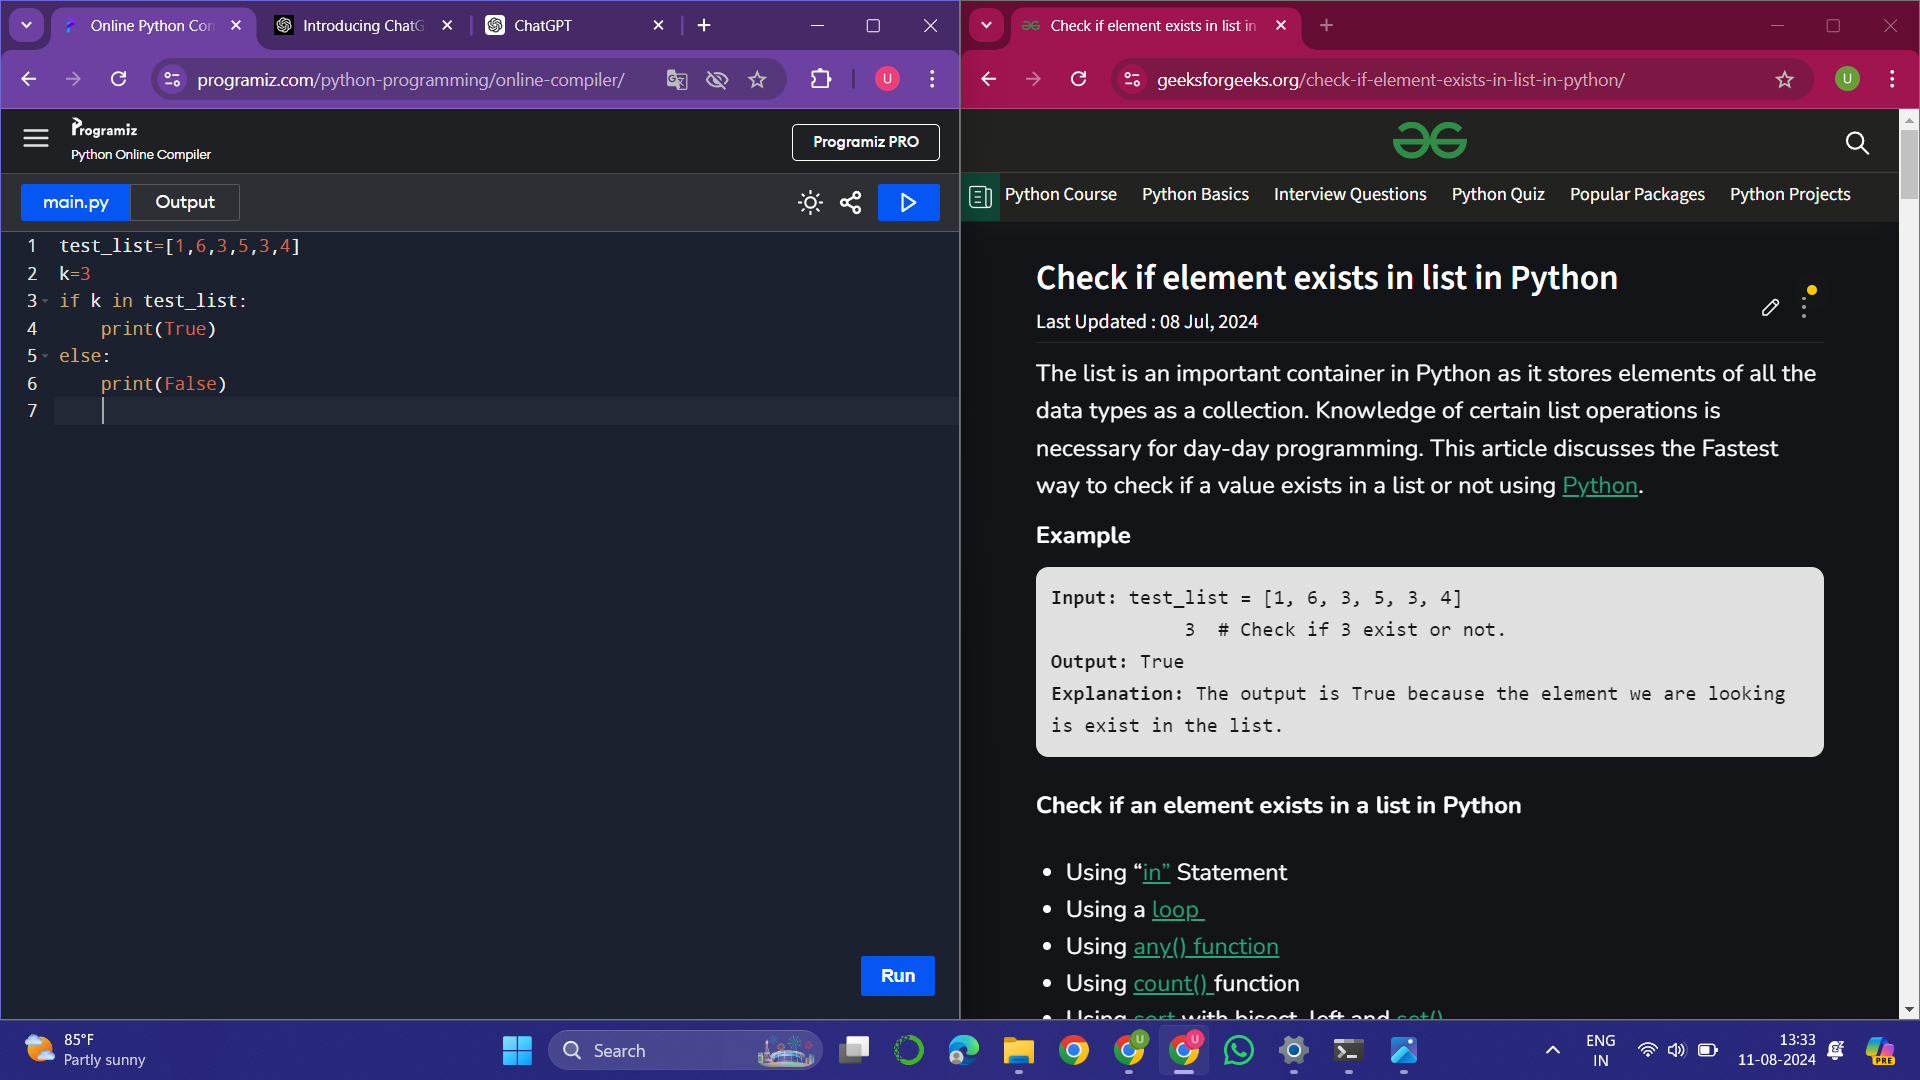 Online Python Com
Introducing ChatG
ChatGPT
programiz.com/python-programming/online-compiler/
U
Programiz
Python Online Compiler
Programiz PRO
main.py
Output
1 test_list=[1,6,3,5,3,4]
2 k=3
3 if k in test_list:
4 print(True)
5 else:
6 print(False)
7
Run
Check if element exists in list in
geeksforgeeks.org/check-if-element-exists-in-list-in-python/
U
Python Course
Python Basics
Interview Questions
Python Quiz
Popular Packages
Python Projects
Check if element exists in list in Python
Last Updated : 08 Jul, 2024
The list is an important container in Python as it stores elements of all the
data types as a collection. Knowledge of certain list operations is
necessary for day-day programming. This article discusses the Fastest
way to check if a value exists in a list or not using Python.
Example
Input: test_list = [1, 6, 3, 5, 3, 4]
3 # Check if 3 exist or not.
Output: True
Explanation: The output is True because the element we are looking
is exist in the list.
Check if an element exists in a list in Python
Using “in” Statement
Using a loop
Using any() function
Using count() function
Using sort with bisect_left and set()
85°F
Partly sunny
Search
U
U
ENG
IN
13:33
11-08-2024
PRE